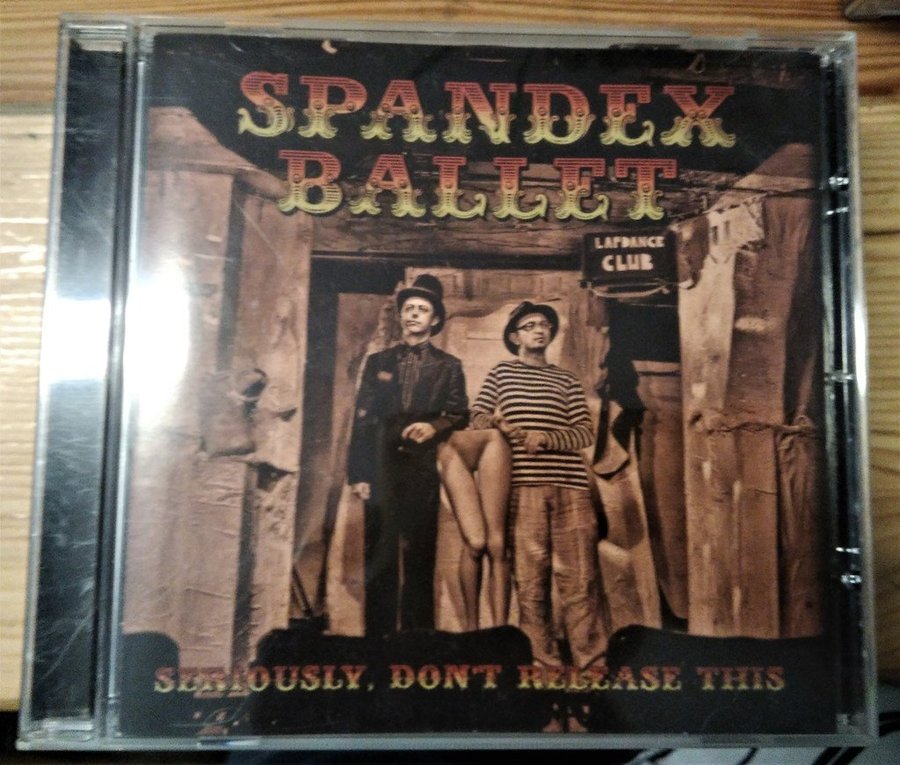 SPANDEX
BALLET
LAPDANCE
CLUB
SERIOUSLY, DON'T RELEASE THIS